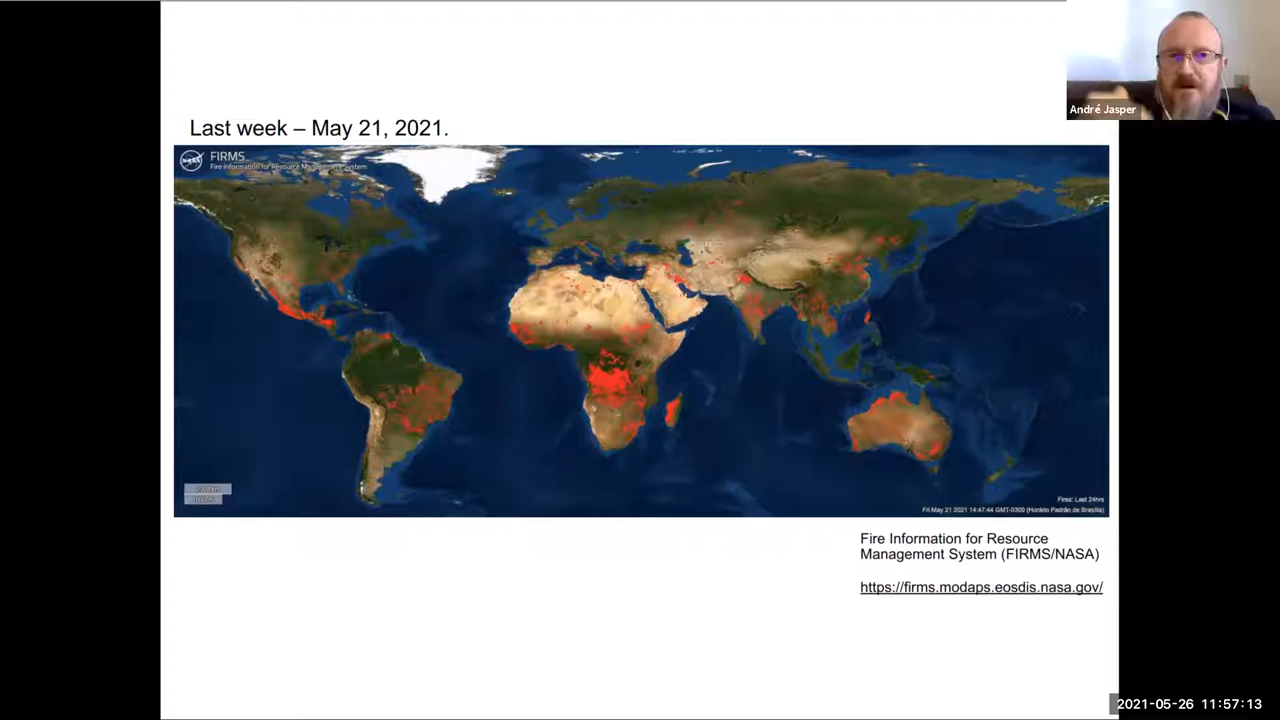 André Jasper
Last week – May 21, 2021.
NASA
FIRMS
Fire Information for Resource Management System
Fires: Last 24hrs
Fri May 21 2021 14:47:44 GMT-0300 (Horário Padrão de Brasília)
Fire Information for Resource
Management System (FIRMS/NASA)
https://firms.modaps.eosdis.nasa.gov/
2021-05-26 11:57:13